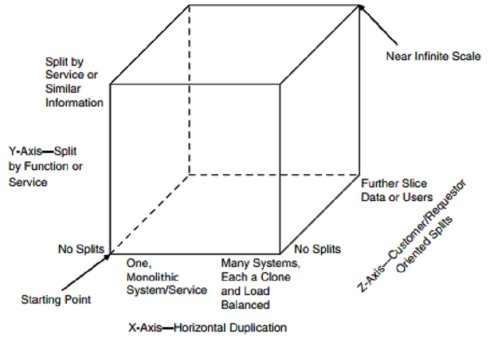 Near Infinite Scale
Split by
Service or
Similar
Information
Y-Axis—Split
by Function or
Service
Further Slice
Data or Users
Z-Axis—Customer/Requestor
Oriented Splits
No Splits
No Splits
One,
Monolithic
System/Service
Many Systems,
Each a Clone
and Load
Balanced
Starting Point
X-Axis—Horizontal Duplication